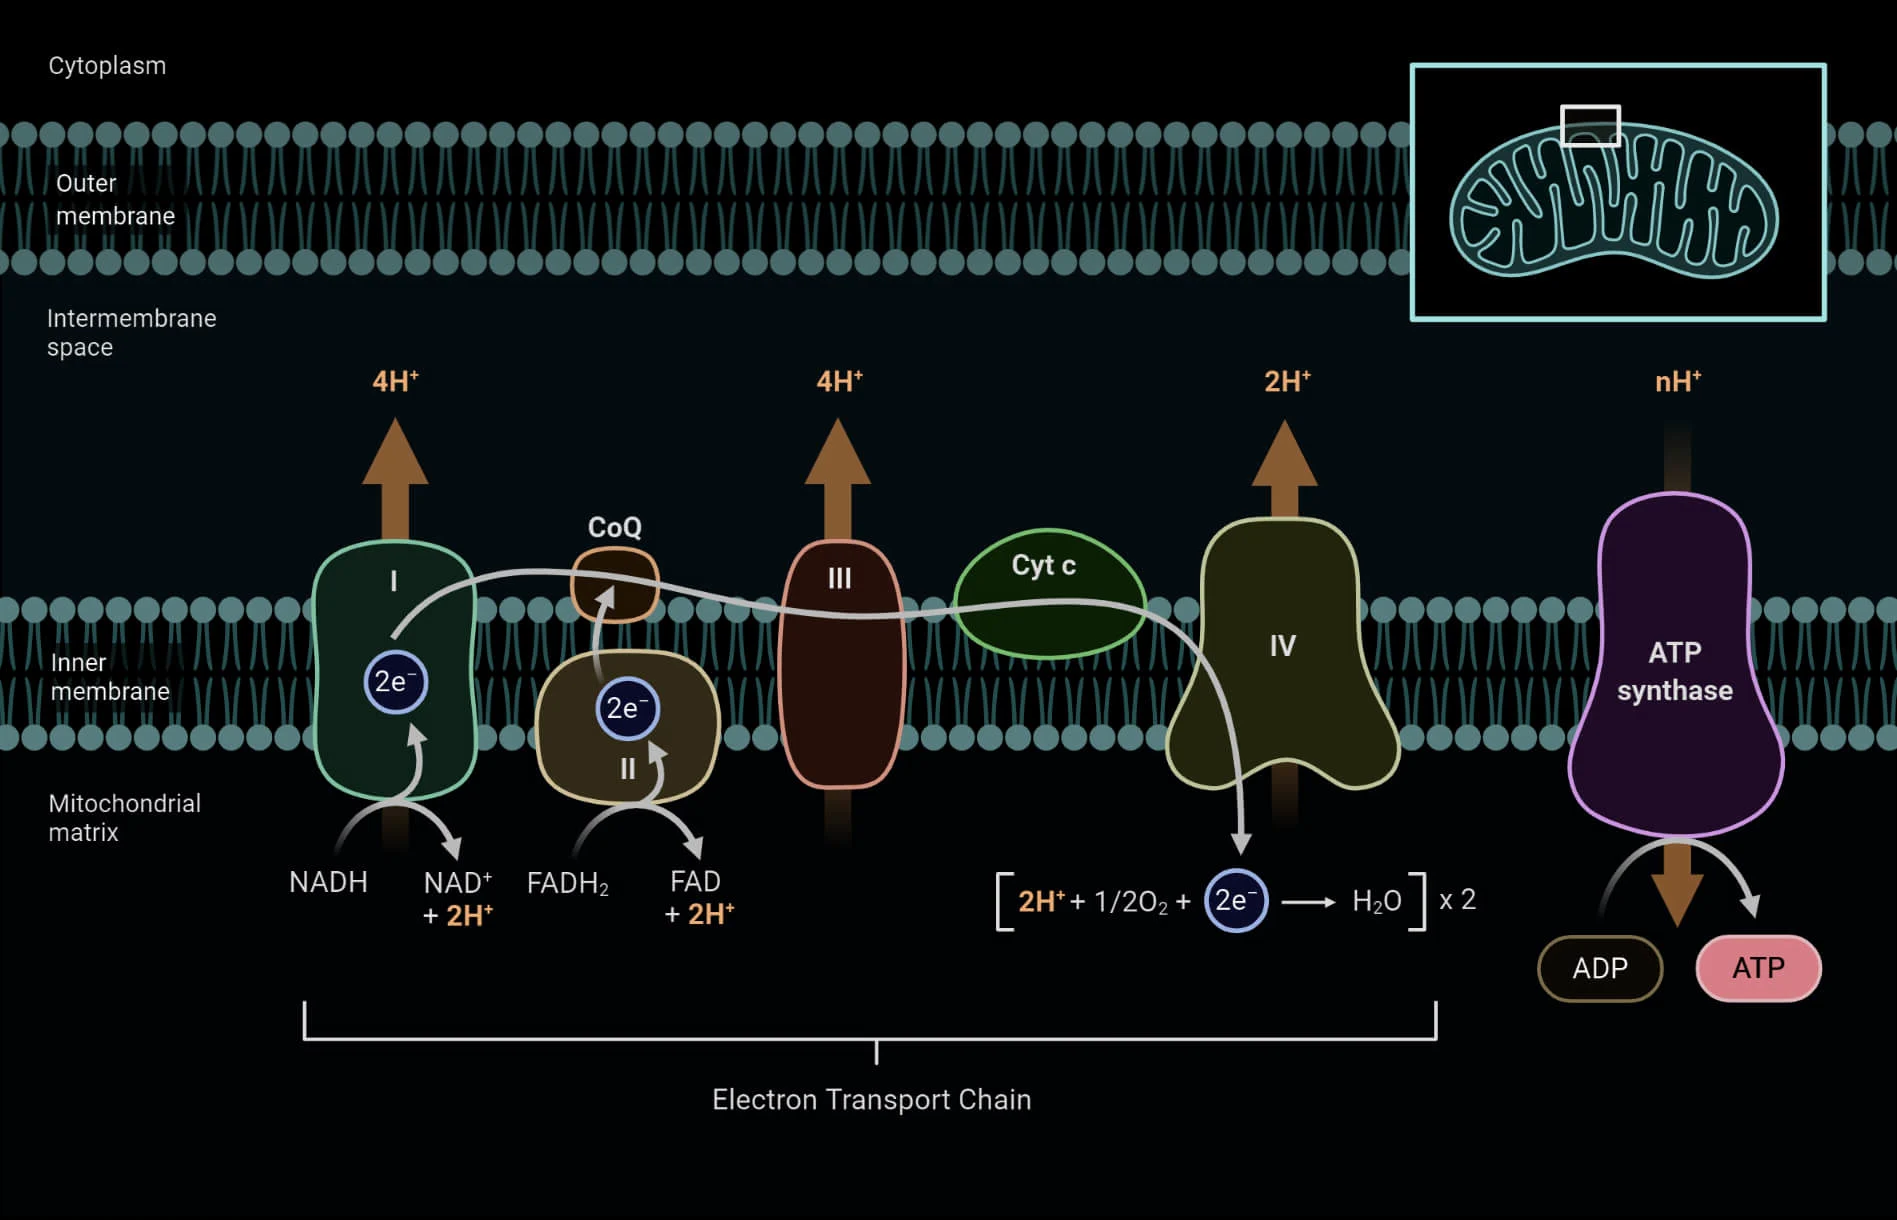 Cytoplasm
Outer
membrane
Intermembrane
space
4H⁺
4H⁺
2H⁺
nH⁺
CoQ
I
III
Cyt c
IV
ATP
synthase
Inner
membrane
2e⁻
2e⁻
II
Mitochondrial
matrix
NADH
NAD⁺
+ 2H⁺
FADH₂
FAD
+ 2H⁺
[2H⁺ + 1/2O₂ + 2e⁻ → H₂O] x 2
ADP
ATP
Electron Transport Chain